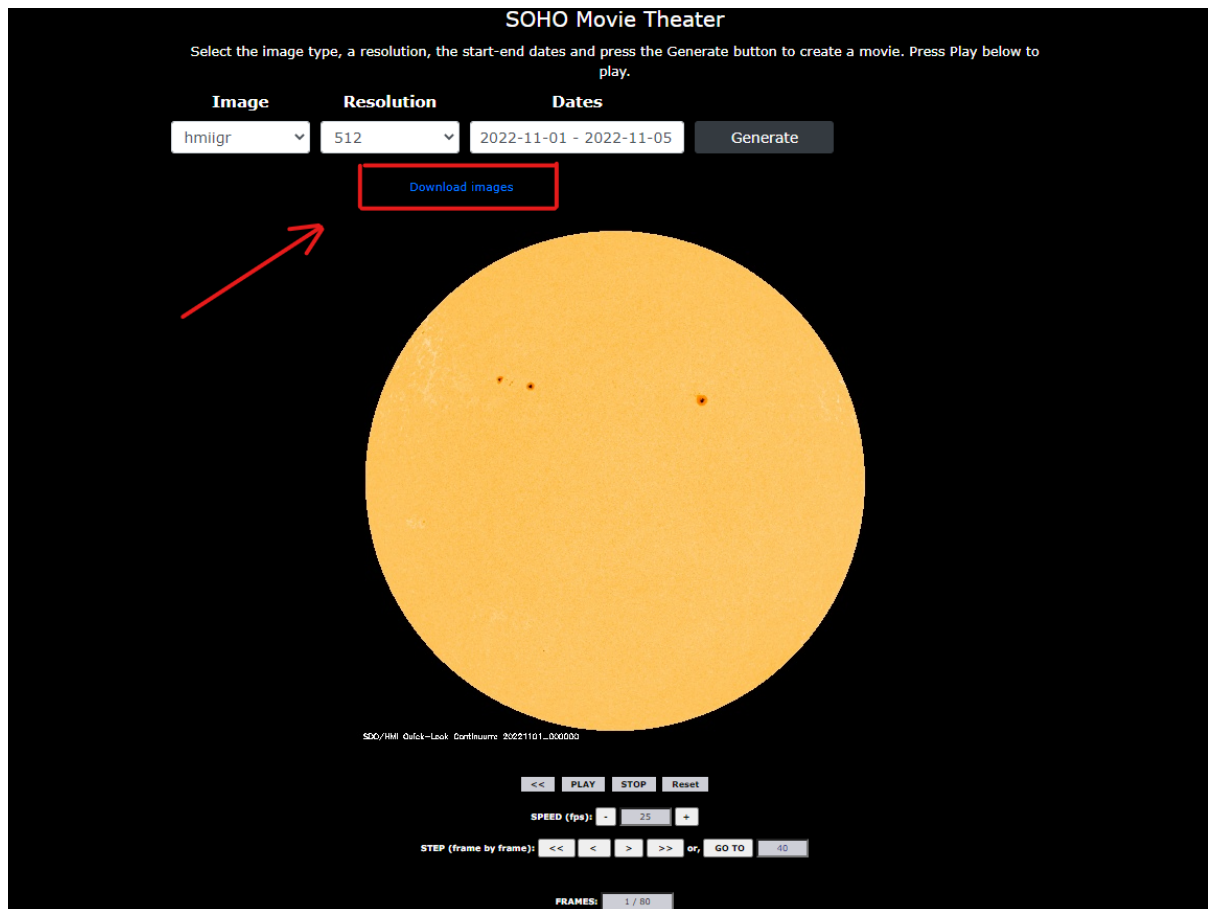 SOHO Movie Theater
Select the image type, a resolution, the start-end dates and press the Generate button to create a movie. Press Play below to
play.
Image Resolution Dates
hmiigr 512 2022-11-01 - 2022-11-05 Generate
Download images
SDO/HMI Quick-Look Continuum: 20221101_000000
<< PLAY STOP Reset
SPEED (fps): - 25 +
STEP (frame by frame): << < > >> or, GO TO 40
FRAMES: 1 / 80